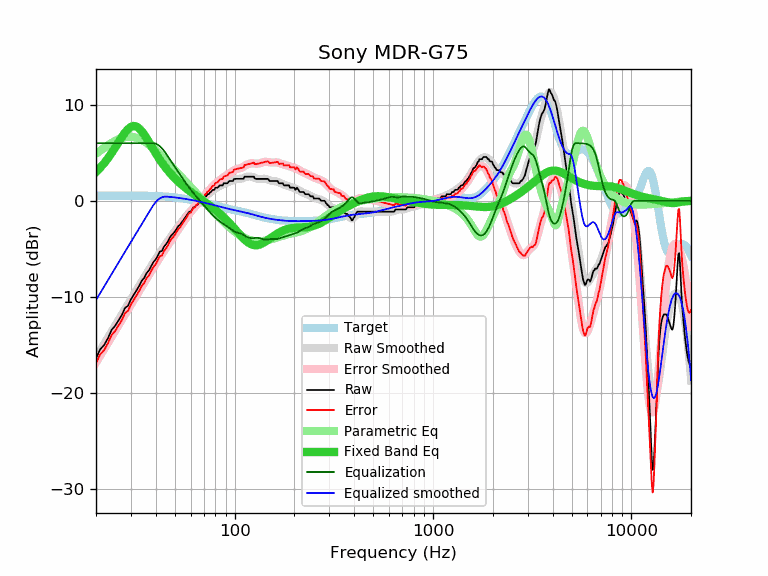 Sony MDR-G75
10
0
−10
−20
−30
Amplitude (dBr)
Target
Raw Smoothed
Error Smoothed
Raw
Error
Parametric Eq
Fixed Band Eq
Equalization
Equalized smoothed
100
1000
10000
Frequency (Hz)